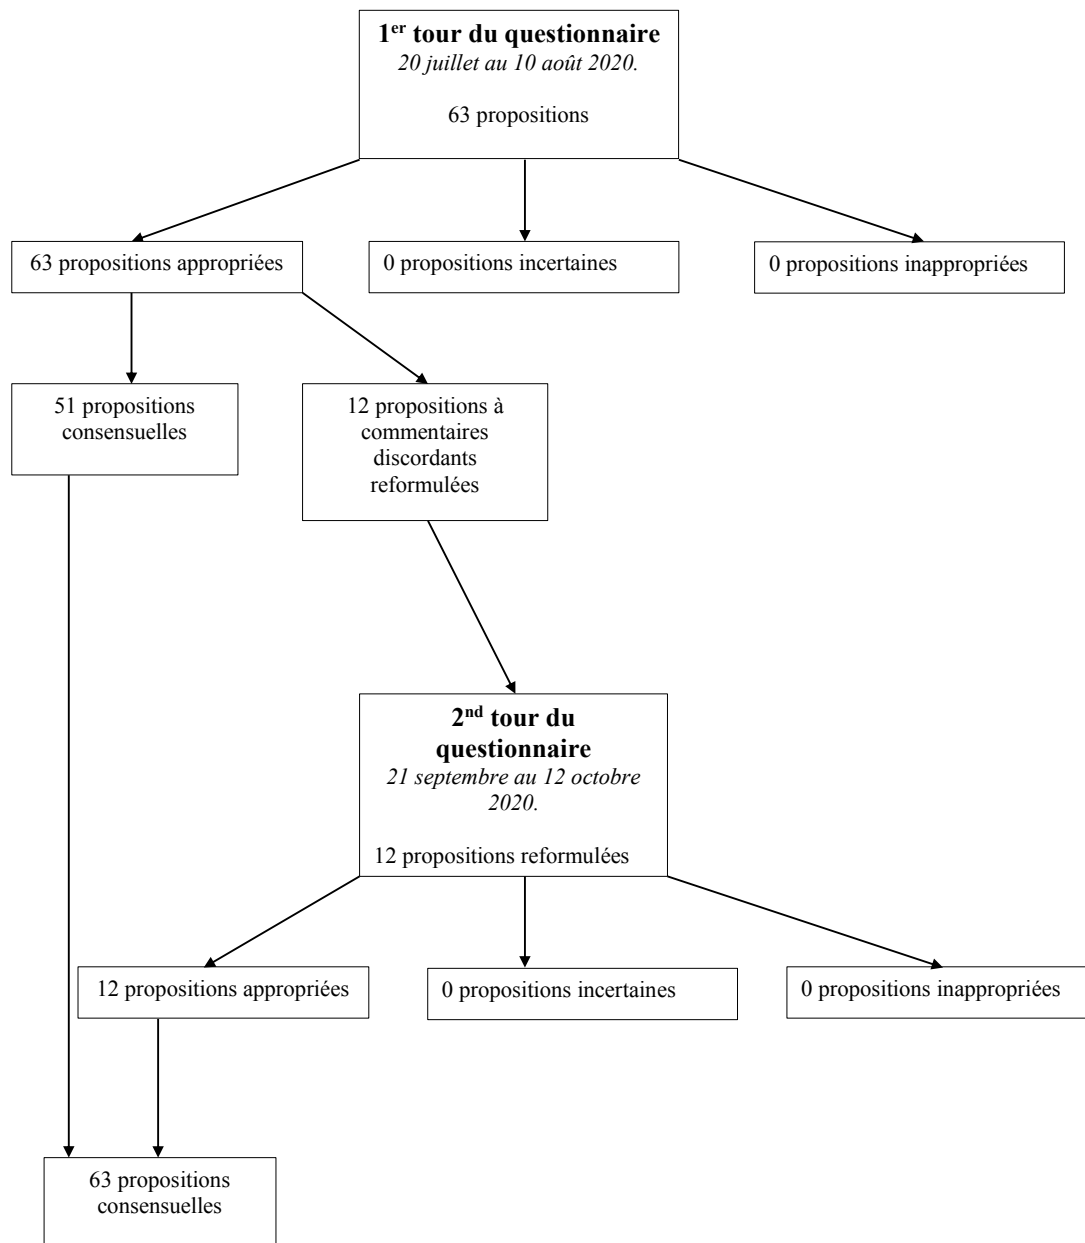 1er tour du questionnaire
20 juillet au 10 août 2020.
63 propositions
63 propositions appropriées
0 propositions incertaines
0 propositions inappropriées
51 propositions
consensuelles
12 propositions à
commentaires
discordants
reformulées
2nd tour du
questionnaire
21 septembre au 12 octobre
2020.
12 propositions reformulées
12 propositions appropriées
0 propositions incertaines
0 propositions inappropriées
63 propositions
consensuelles